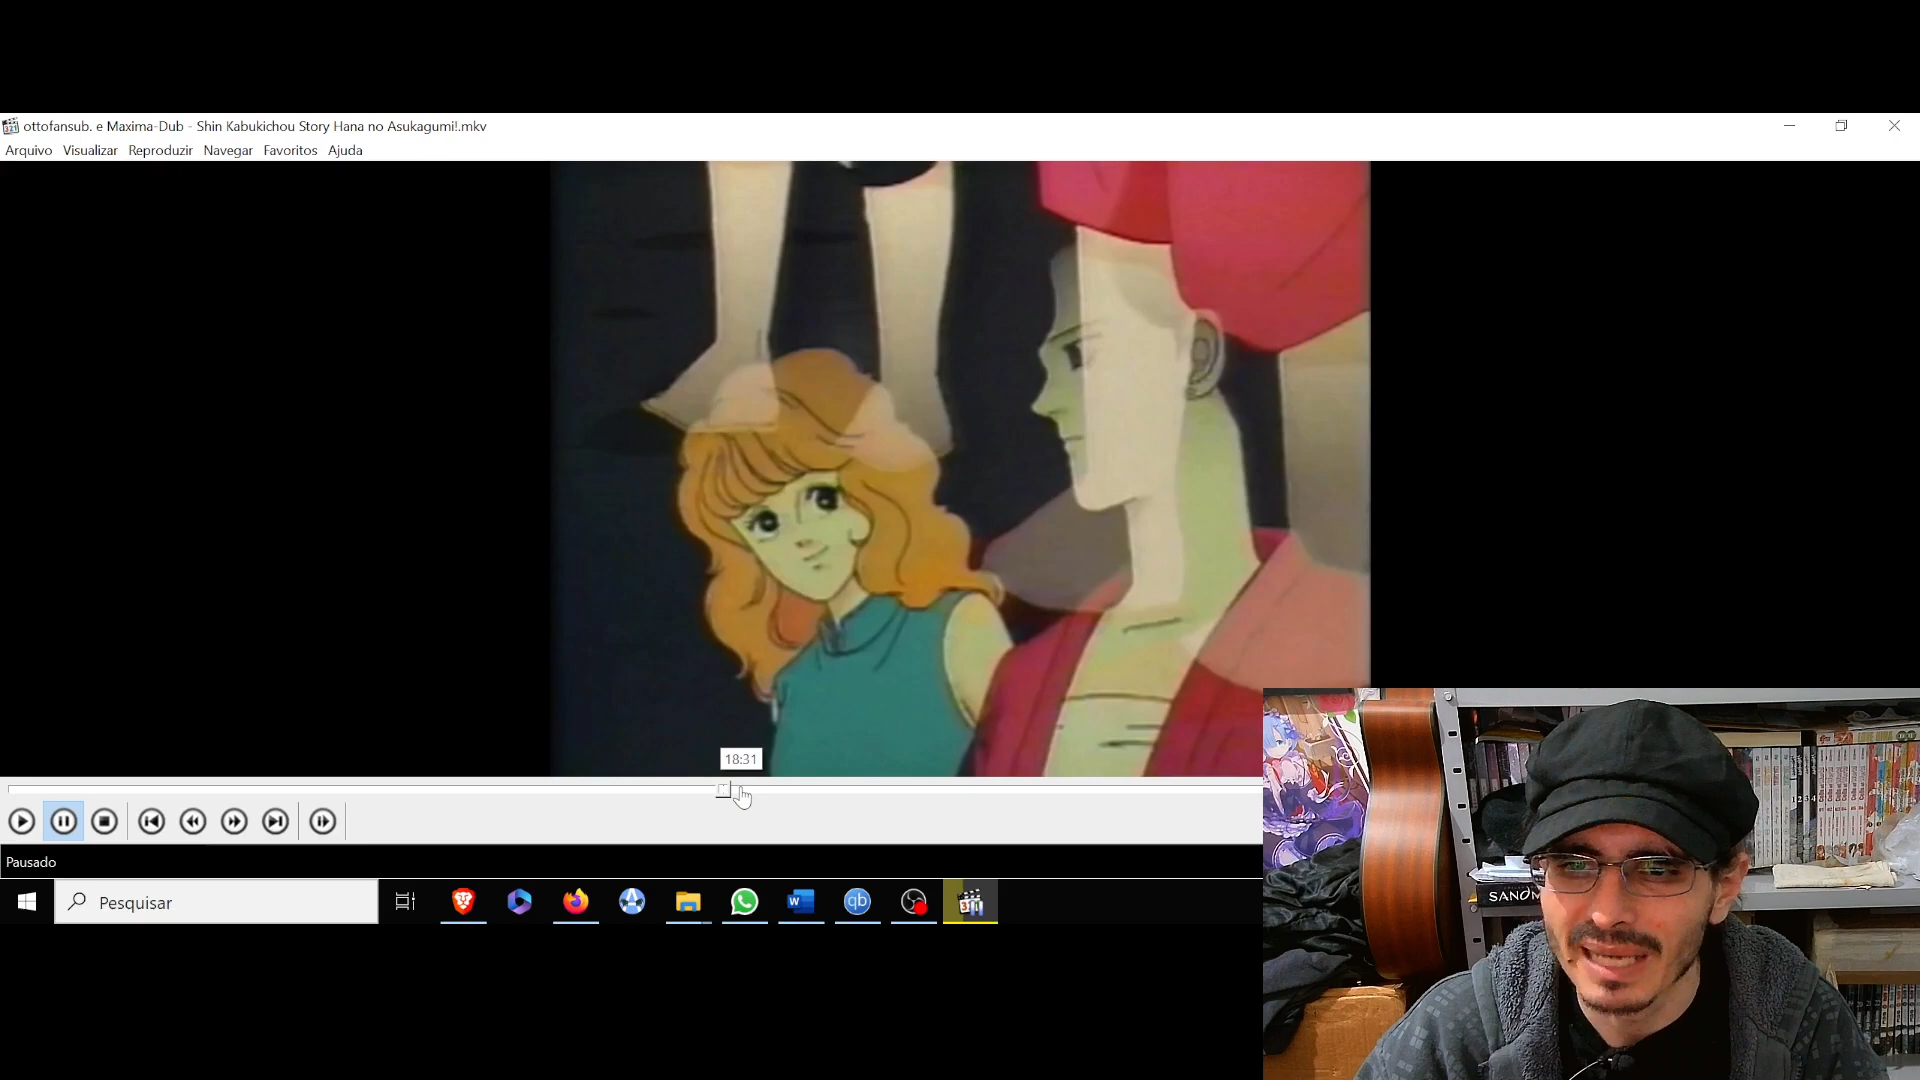 ottofansub. e Maxima-Dub - Shin Kabukichou Story Hana no Asukagumi!.mkv
Arquivo Visualizar Reproduzir Navegar Favoritos Ajuda
18:31
Pausado
Pesquisar
qb